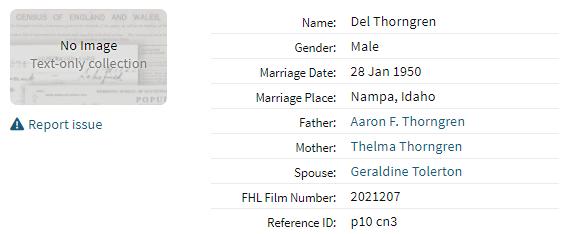 CENSUS OF ENGLAND AND WALES,
No Image
Text-only collection
Report issue
Name: Del Thorngren
Gender: Male
Marriage Date: 28 Jan 1950
Marriage Place: Nampa, Idaho
Father: Aaron F. Thorngren
Mother: Thelma Thorngren
Spouse: Geraldine Tolerton
FHL Film Number: 2021207
Reference ID: p10 cn3